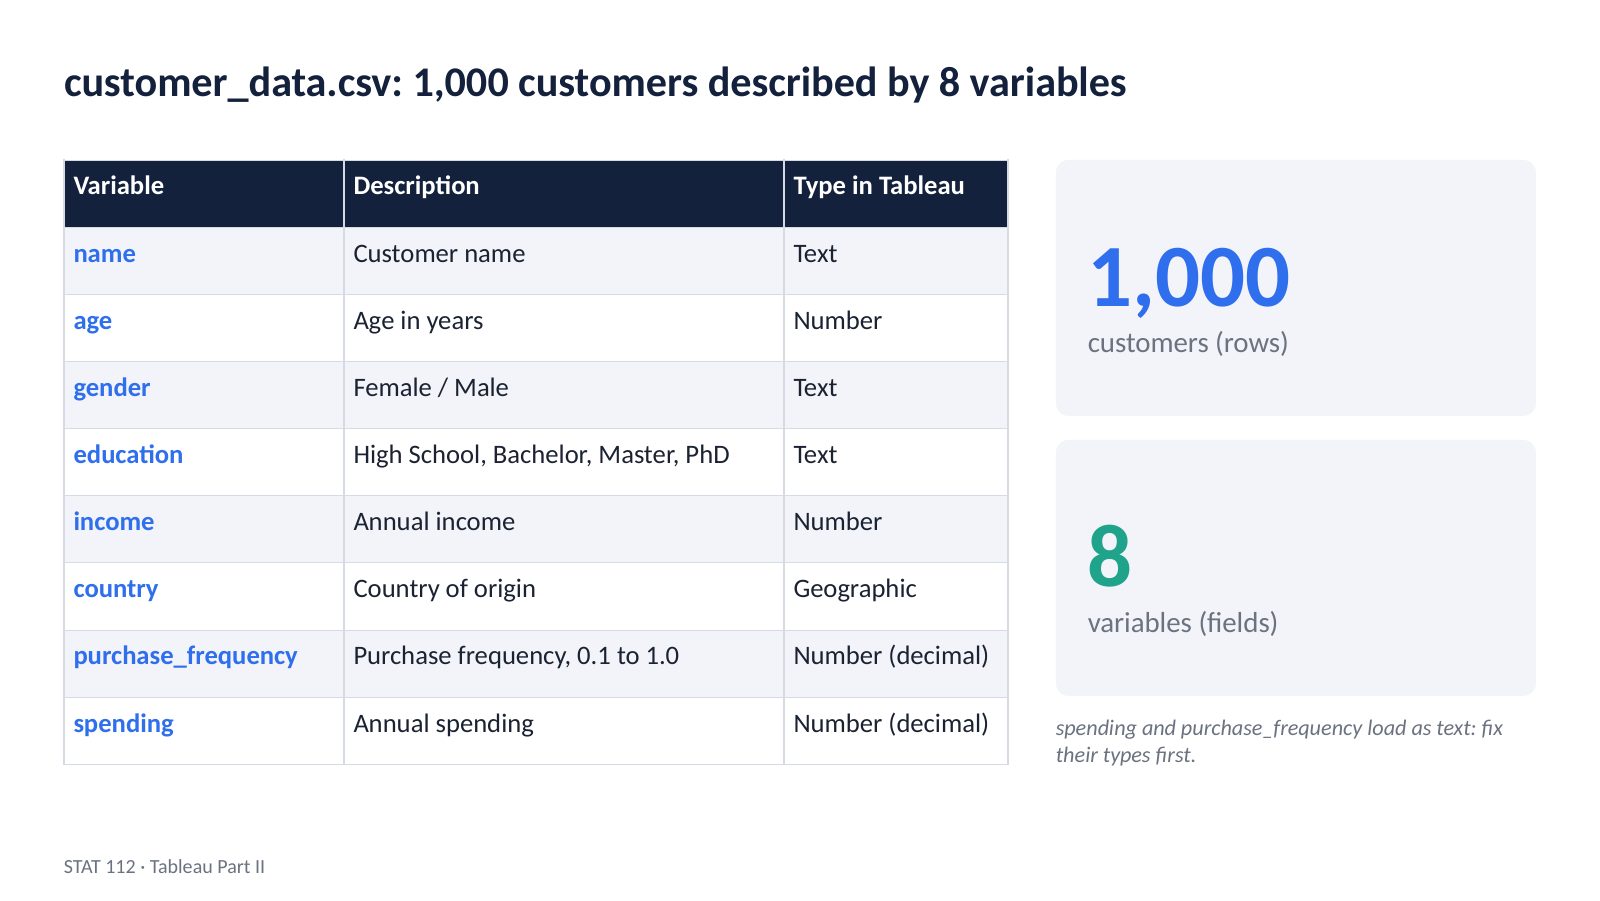 customer_data.csv: 1,000 customers described by 8 variables
Variable Description Type in Tableau
name Customer name Text
age Age in years Number
gender Female / Male Text
education High School, Bachelor, Master, PhD Text
income Annual income Number
country Country of origin Geographic
purchase_frequency Purchase frequency, 0.1 to 1.0 Number (decimal)
spending Annual spending Number (decimal)
1,000
customers (rows)
8
variables (fields)
spending and purchase_frequency load as text: fix
their types first.
STAT 112 · Tableau Part II